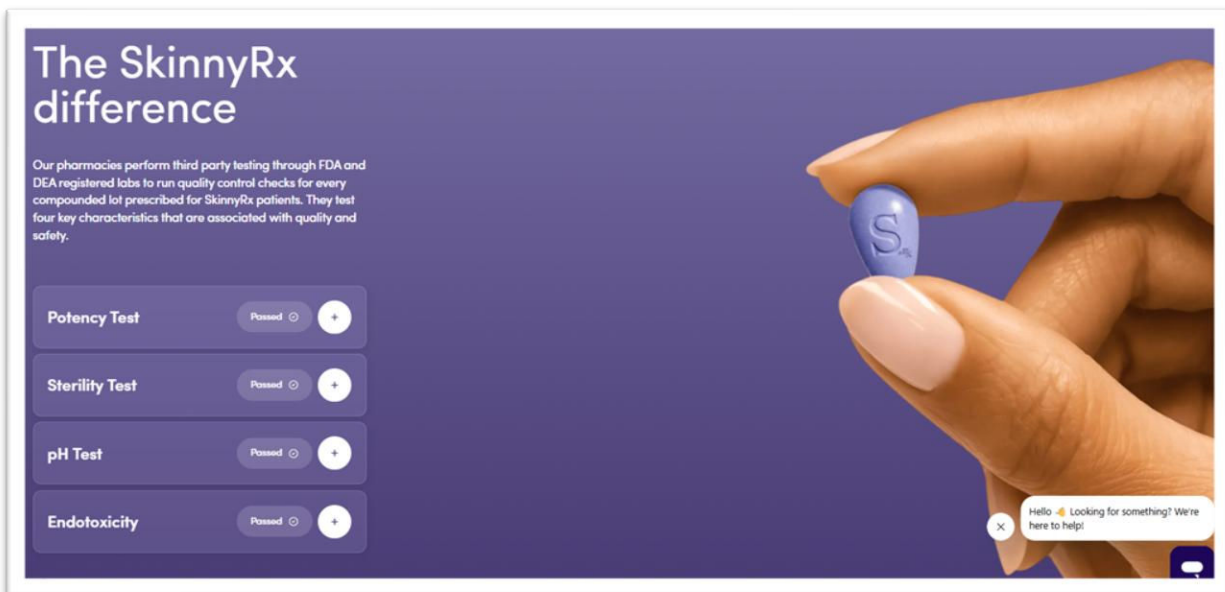 The SkinnyRx
difference
Our pharmacies perform third party testing through FDA and
DEA registered labs to run quality control checks for every
compounded lot prescribed for SkinnyRx patients. They test
four key characteristics that are associated with quality and
safety.
Potency Test Passed
Sterility Test Passed
pH Test Passed
Endotoxicity Passed
S
Hello 👋 Looking for something? We're
here to help!